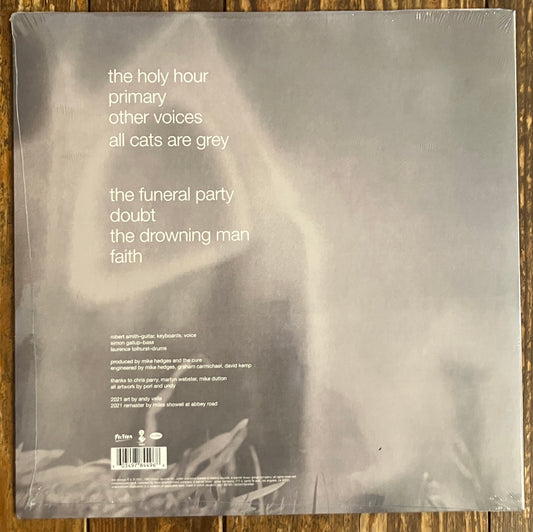 the holy hour
primary
other voices
all cats are grey
the funeral party
doubt
the drowning man
faith
robert smith–guitar, keyboards, voice
simon gallup–bass
laurence tolhurst–drums
produced by mike hedges and the cure
engineered by mike hedges, graham carmichael, david kemp
thanks to chris parry, martyn webster, mike dutton
all artwork by porl and undy
2021 art by andy vella
2021 remaster by miles showell at abbey road
Fiction